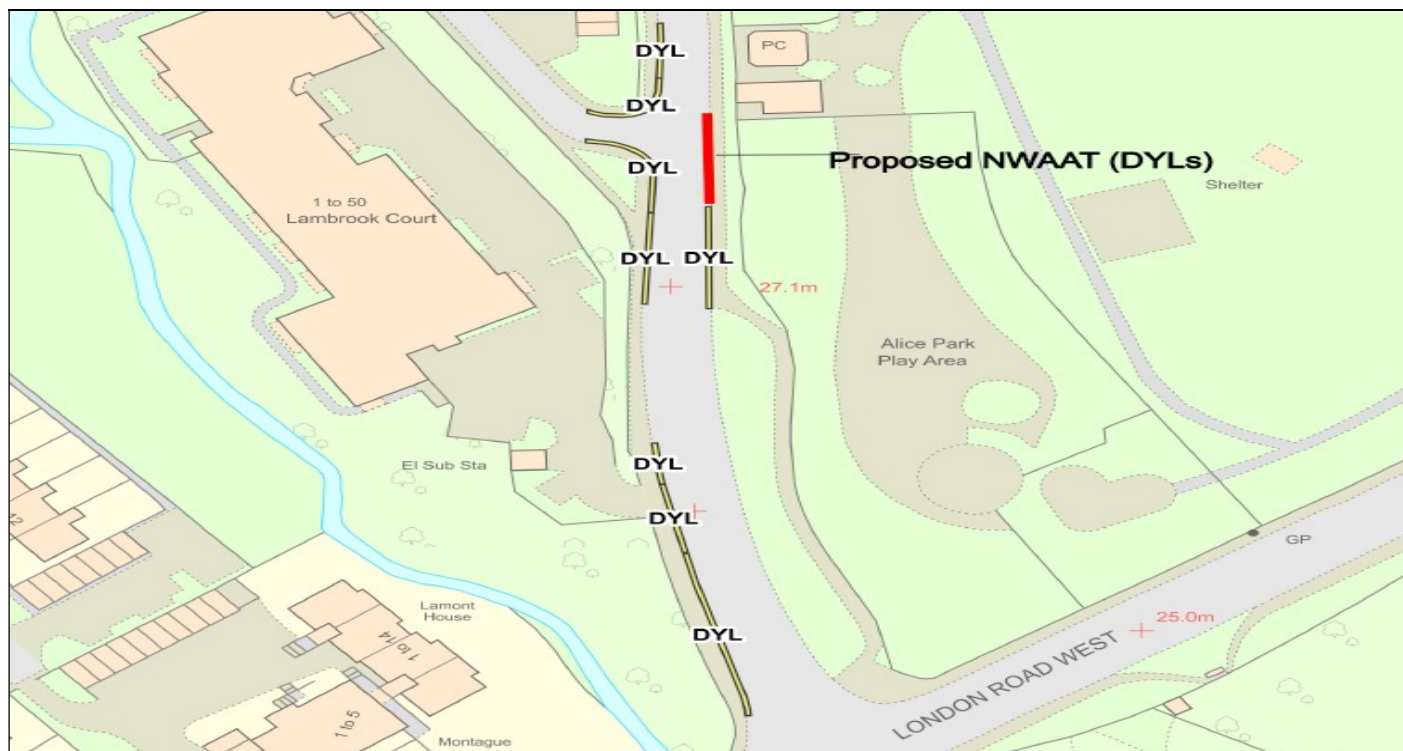 DYL
PC
DYL
Proposed NWAAT (DYLs)
DYL
Shelter
1 to 50
Lambrook Court
DYL
DYL
27.1m
Alice Park
Play Area
El Sub Sta
DYL
DYL
12
GP
Lamont
House
1 to 14
25.0m
DYL
LONDON ROAD WEST
1 to 5
Montague